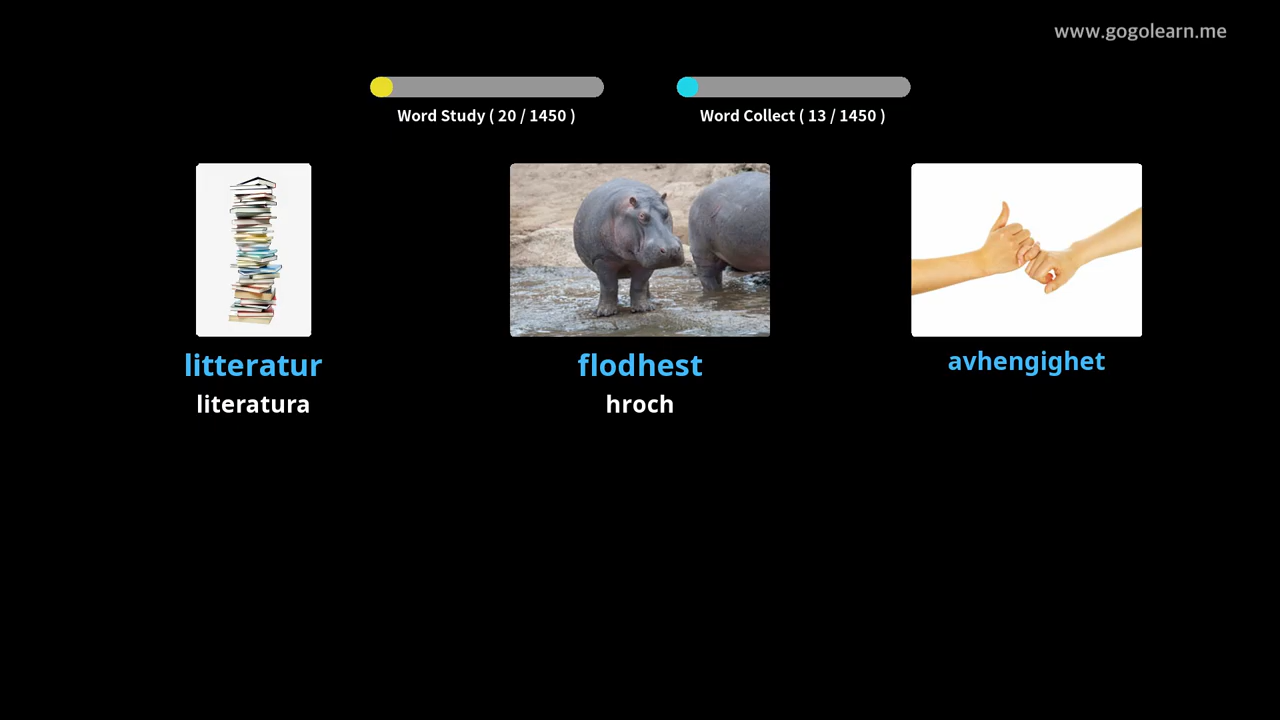 www.gogolearn.me
Word Study ( 20 / 1450 )
Word Collect ( 13 / 1450 )
litteratur
literatura
flodhest
hroch
avhengighet